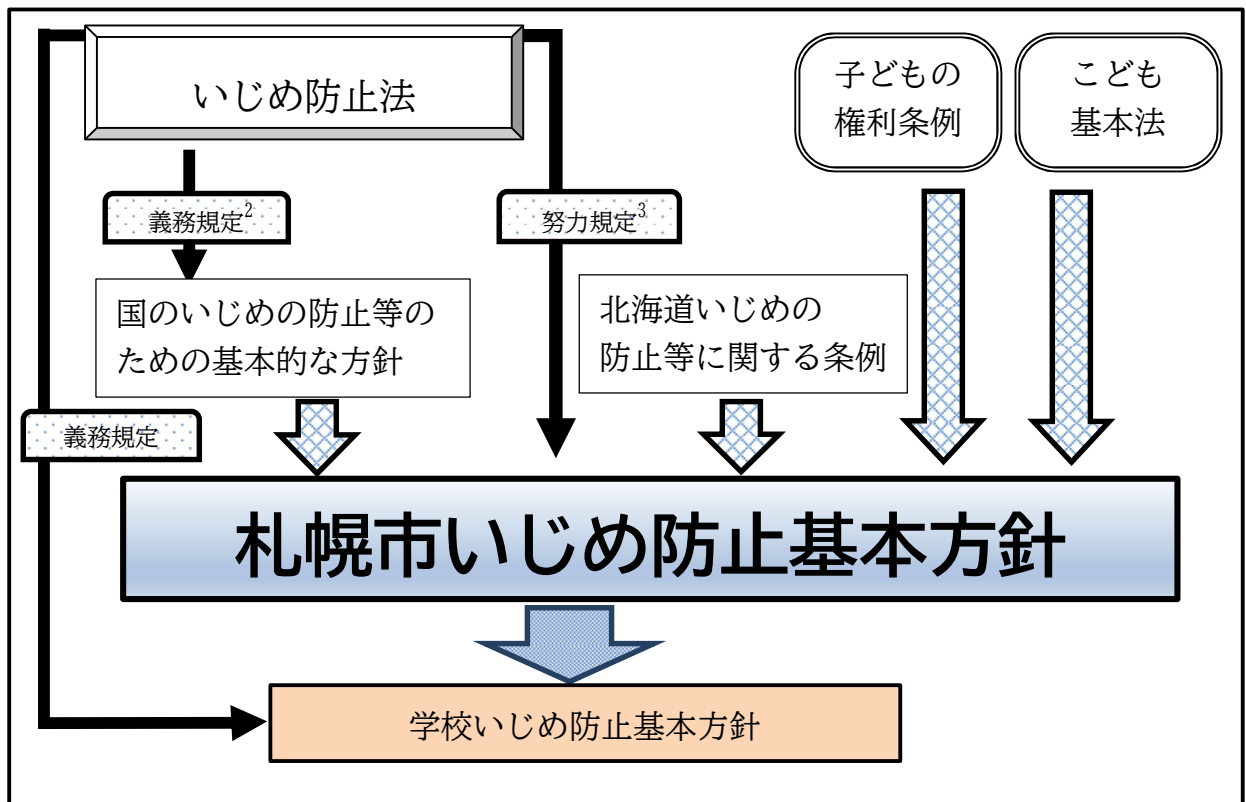 いじめ防止法
子どもの
権利条例
こども
基本法
義務規定2
努力規定3
国のいじめの防止等の
ための基本的な方針
北海道いじめの
防止等に関する条例
義務規定
札幌市いじめ防止基本方針
学校いじめ防止基本方針